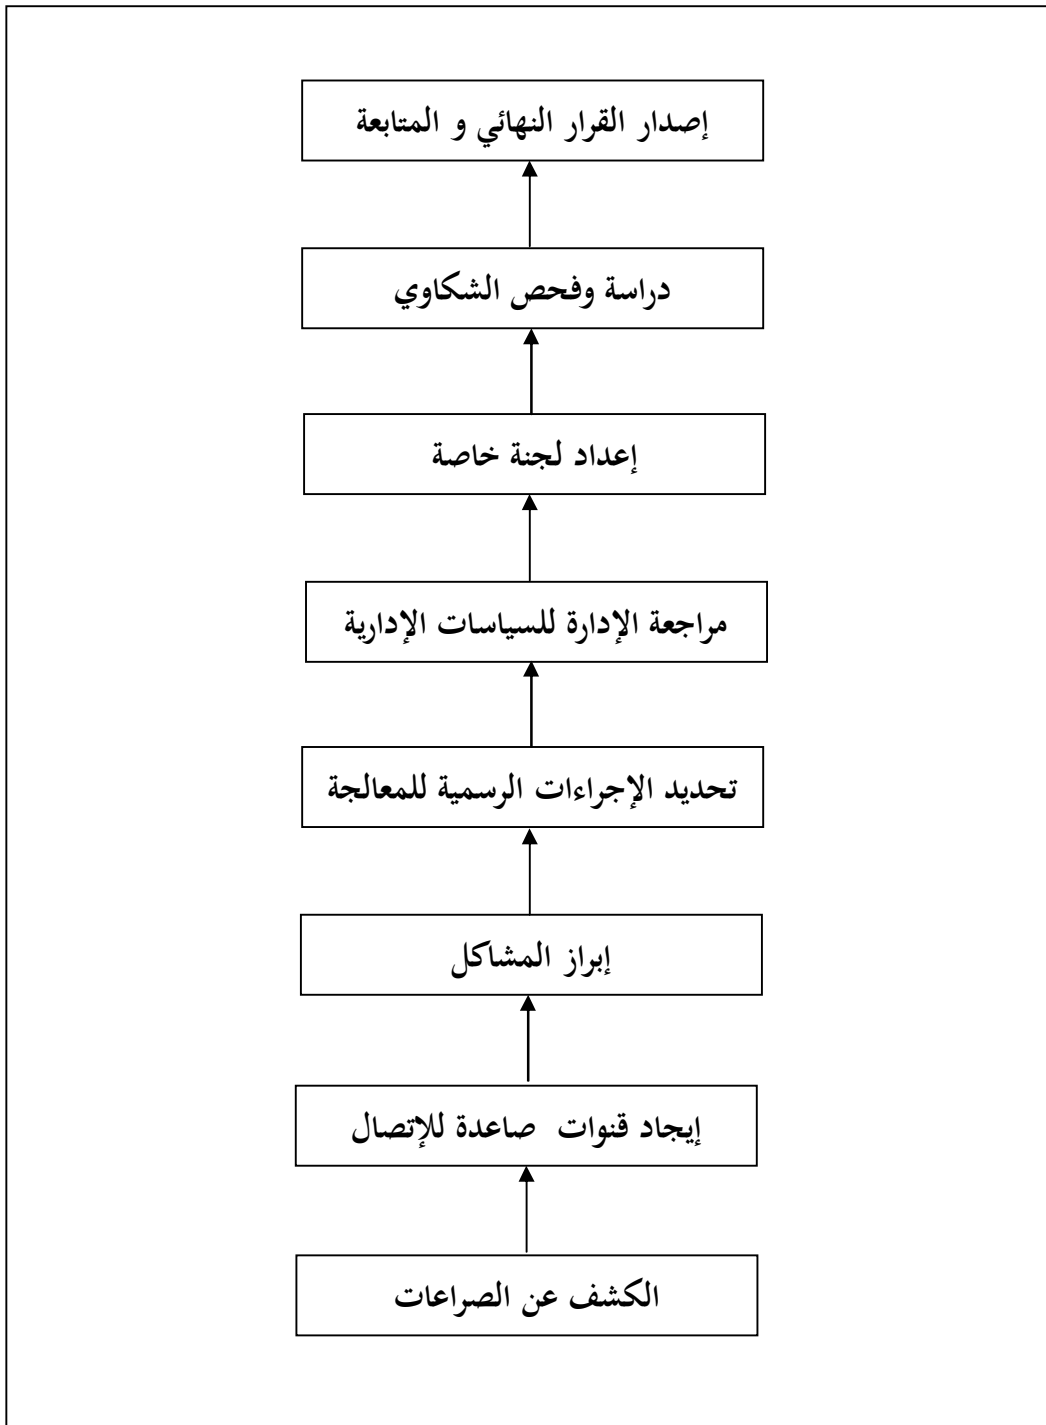 إصدار القرار النهائي و المتابعة
دراسة وفحص الشكاوي
إعداد لجنة خاصة
مراجعة الإدارة للسياسات الإدارية
تحديد الإجراءات الرسمية للمعالجة
إبراز المشاكل
إيجاد قنوات صاعدة للإتصال
الكشف عن الصراعات